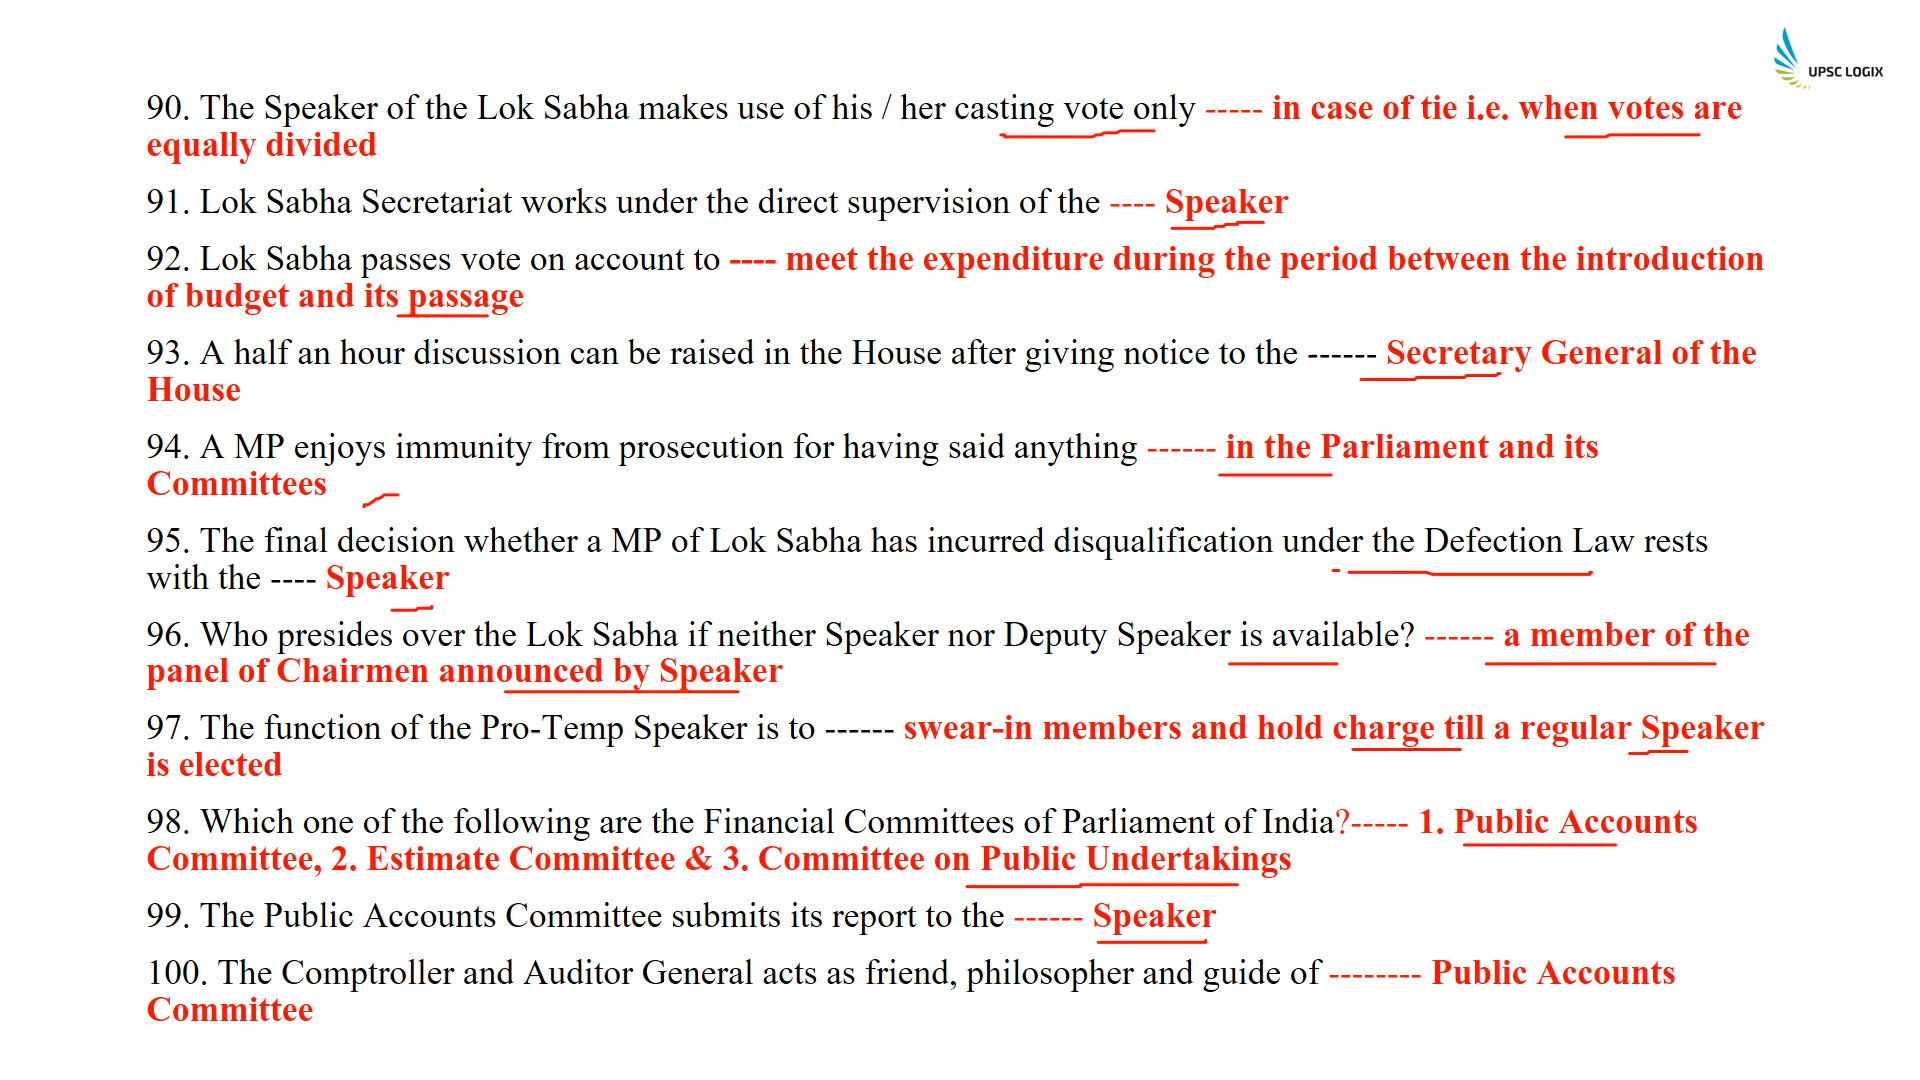 UPSC LOGIX
90. The Speaker of the Lok Sabha makes use of his / her casting vote only ----- in case of tie i.e. when votes are
equally divided
91. Lok Sabha Secretariat works under the direct supervision of the ---- Speaker
92. Lok Sabha passes vote on account to ---- meet the expenditure during the period between the introduction
of budget and its passage
93. A half an hour discussion can be raised in the House after giving notice to the ------ Secretary General of the
House
94. A MP enjoys immunity from prosecution for having said anything ------ in the Parliament and its
Committees
95. The final decision whether a MP of Lok Sabha has incurred disqualification under the Defection Law rests
with the ---- Speaker
96. Who presides over the Lok Sabha if neither Speaker nor Deputy Speaker is available? ------ a member of the
panel of Chairmen announced by Speaker
97. The function of the Pro-Temp Speaker is to ------ swear-in members and hold charge till a regular Speaker
is elected
98. Which one of the following are the Financial Committees of Parliament of India?----- 1. Public Accounts
Committee, 2. Estimate Committee & 3. Committee on Public Undertakings
99. The Public Accounts Committee submits its report to the ------ Speaker
100. The Comptroller and Auditor General acts as friend, philosopher and guide of -------- Public Accounts
Committee